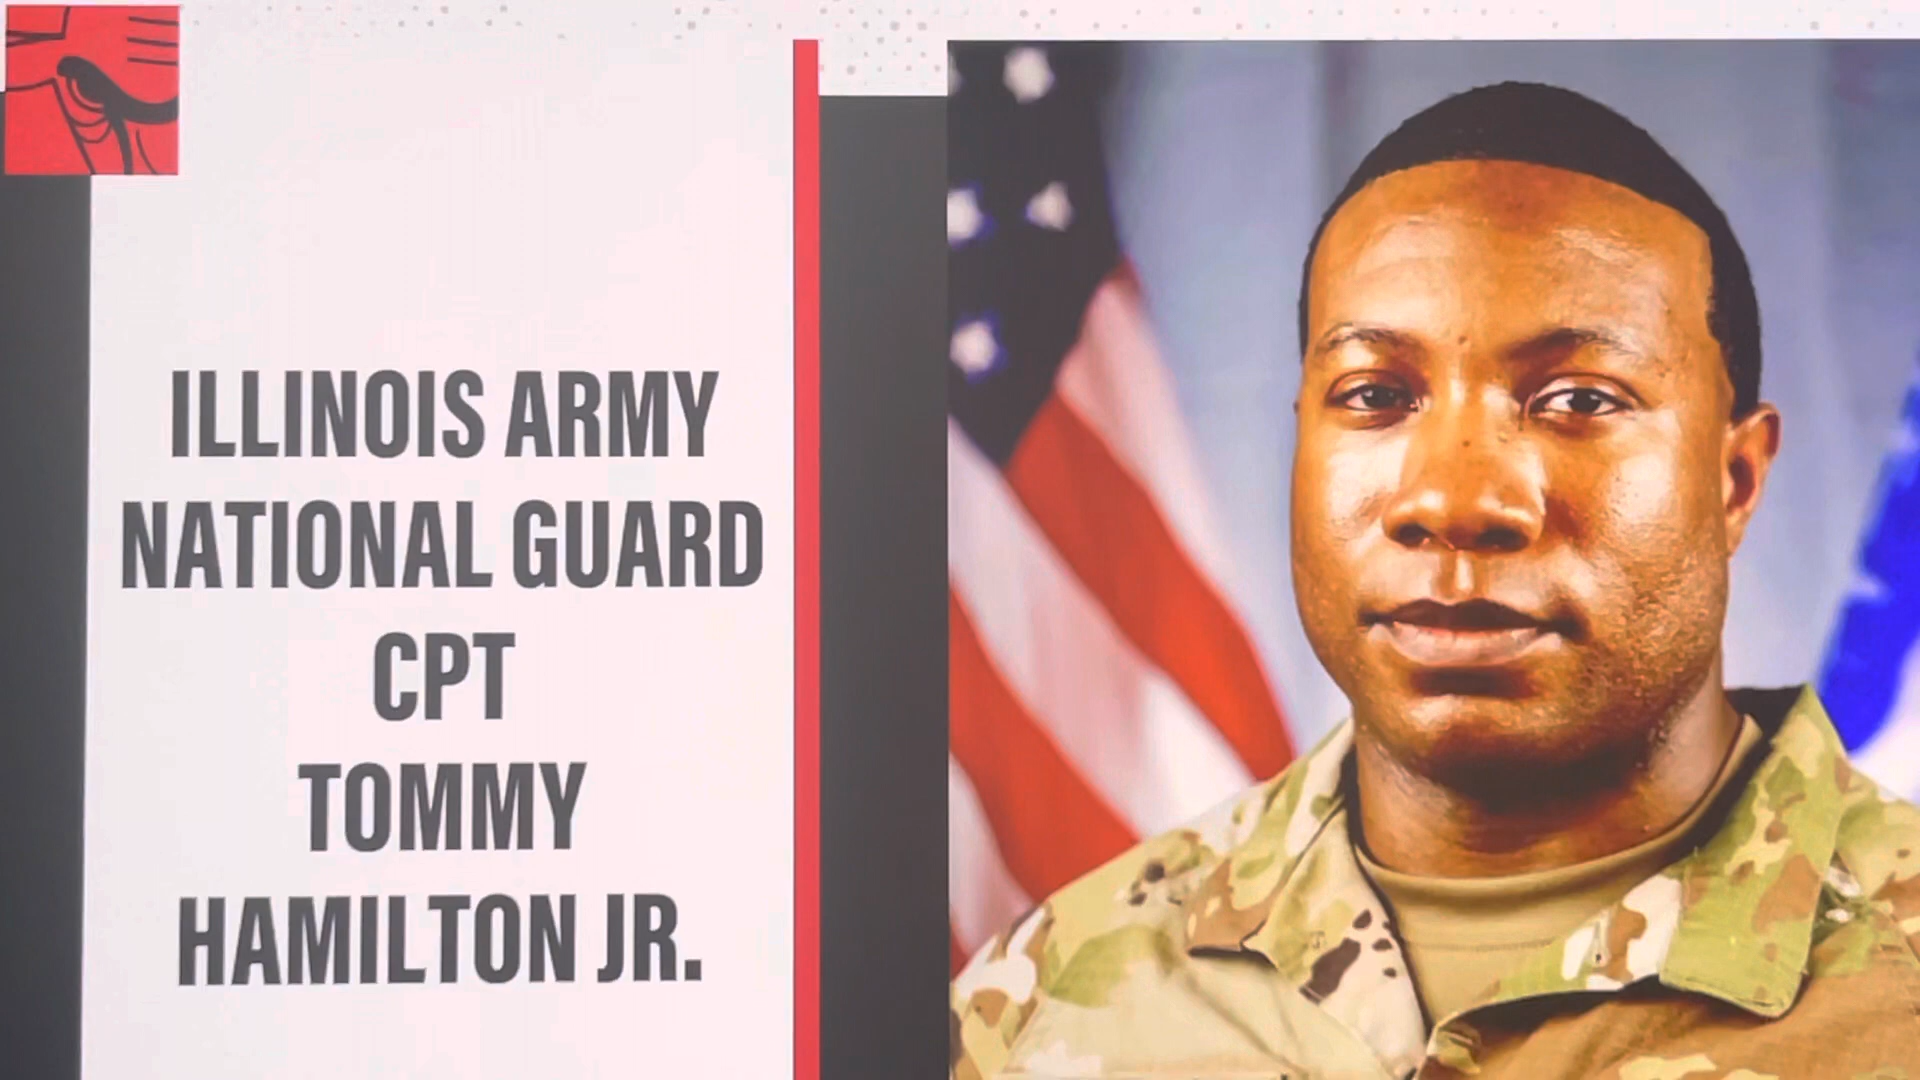 ILLINOIS ARMY
NATIONAL GUARD
CPT
TOMMY
HAMILTON JR.